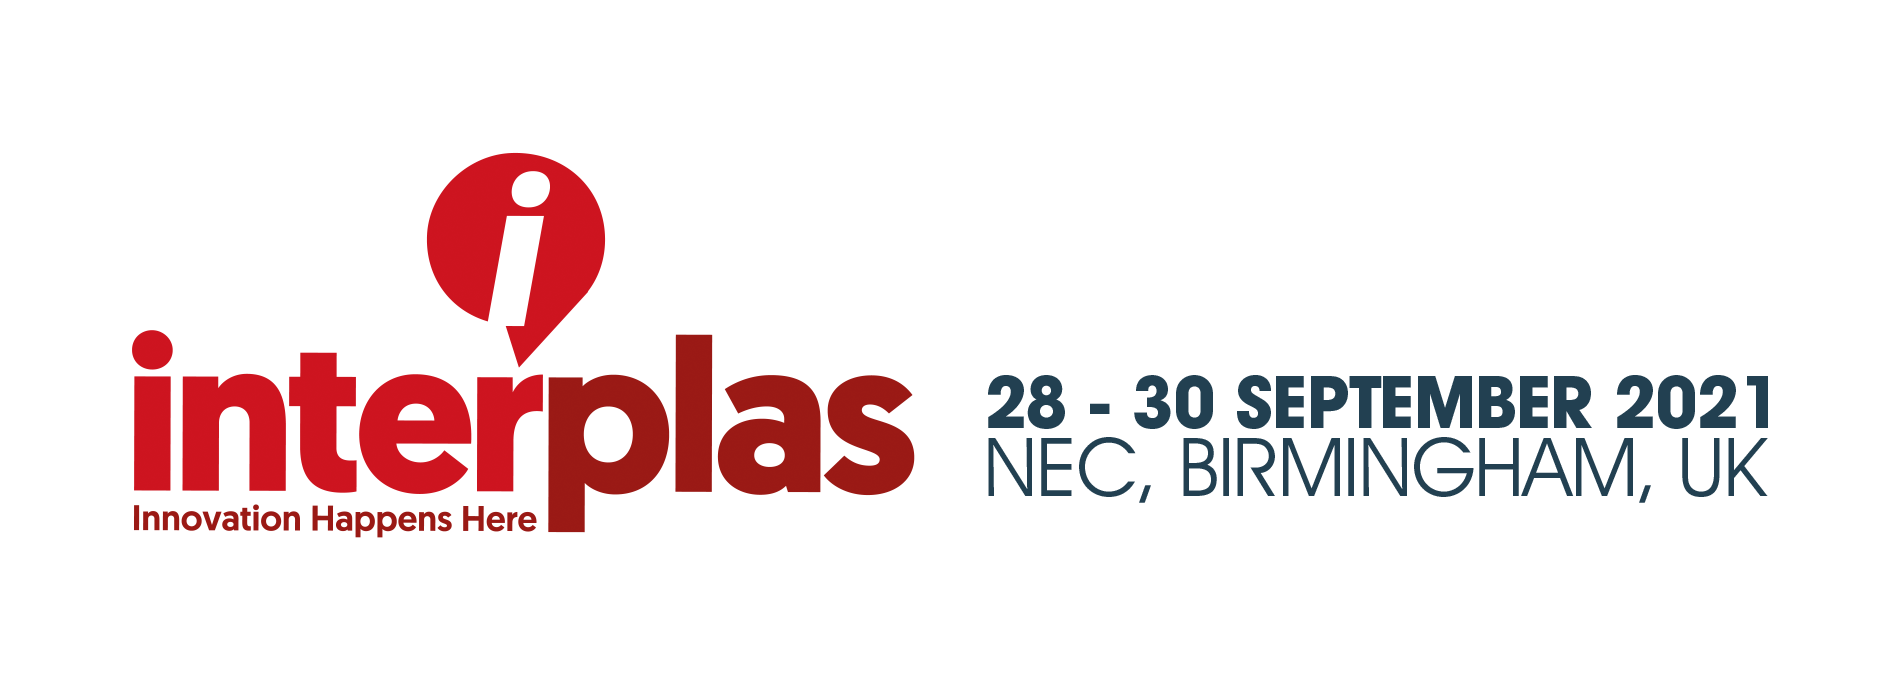 i
interplas
Innovation Happens Here
28 - 30 SEPTEMBER 2021
NEC, BIRMINGHAM, UK